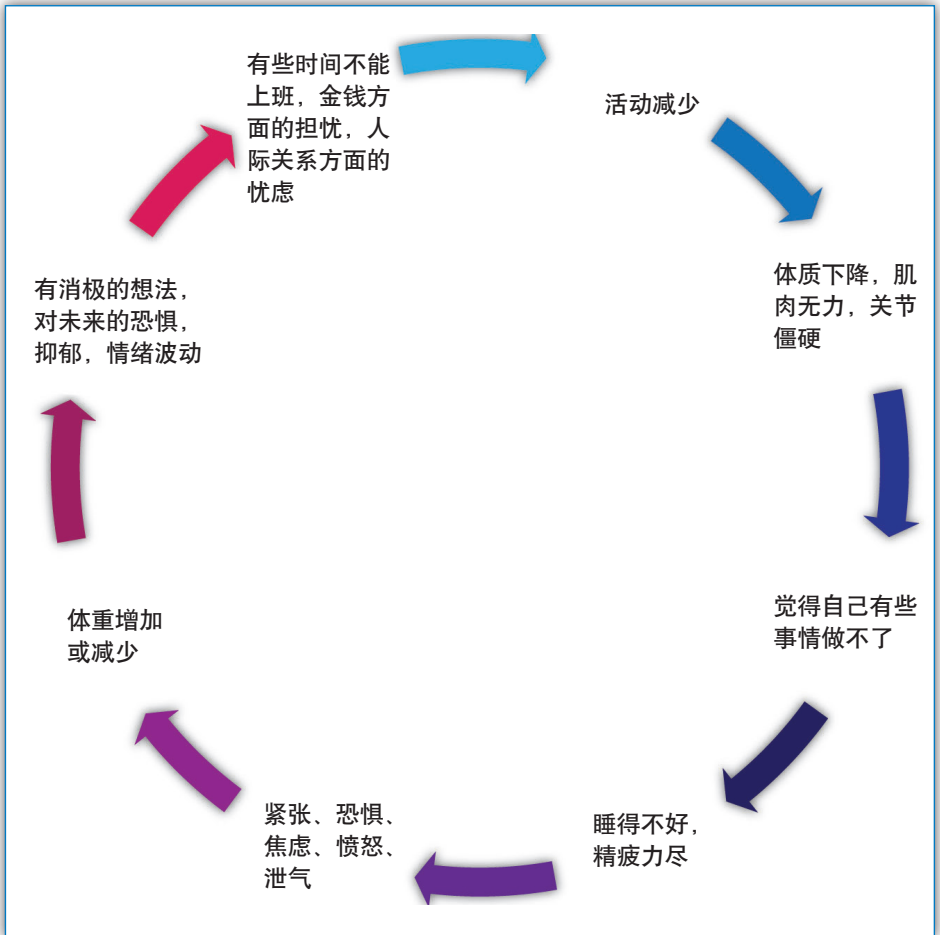 有些时间不能
上班，金钱方
面的担忧，人
际关系方面的
忧虑
活动减少
体质下降，肌
肉无力，关节
僵硬
觉得自己有些
事情做不了
睡得不好，
精疲力尽
紧张、恐惧、
焦虑、愤怒、
泄气
体重增加
或减少
有消极的想法，
对未来的恐惧，
抑郁，情绪波动